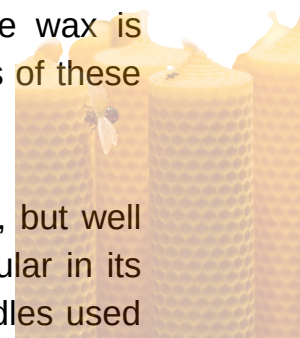 e wax is
s of these
, but well
ular in its
dles used